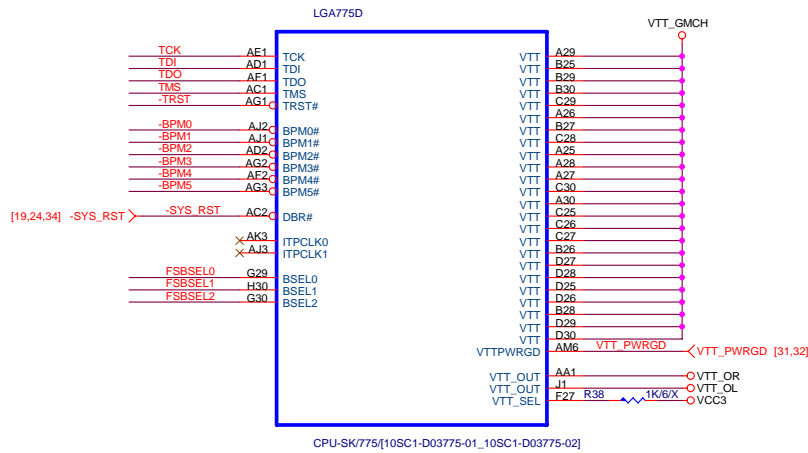 LGA775D
VTT_GMCH
TCK AE1 TCK VTT A29
TDI AD1 TDI VTT B25
TDO AF1 TDO VTT B29
TMS AC1 TMS VTT B30
-TRST AG1 TRST# VTT C29
VTT A26
-BPM0 AJ2 BPM0# VTT B27
-BPM1 AJ1 BPM1# VTT C28
-BPM2 AD2 BPM2# VTT A25
-BPM3 AG2 BPM3# VTT A28
-BPM4 AF2 BPM4# VTT A27
-BPM5 AG3 BPM5# VTT C30
VTT A30
[19,24,34] -SYS_RST -SYS_RST AC2 DBR# VTT C25
VTT C26
AK3 ITPCLK0 VTT C27
AJ3 ITPCLK1 VTT B26
VTT D27
FSBSEL0 G29 BSEL0 VTT D28
FSBSEL1 H30 BSEL1 VTT D25
FSBSEL2 G30 BSEL2 VTT D26
VTT B28
VTT D29
VTT D30
VTTPWRGD AM6 VTT_PWRGD VTT_PWRGD [31,32]
VTT_OUT AA1 VTT_OR
VTT_OUT J1 VTT_OL
VTT_SEL F27 R38 1K/6/X VCC3
CPU-SK/775/[10SC1-D03775-01_10SC1-D03775-02]